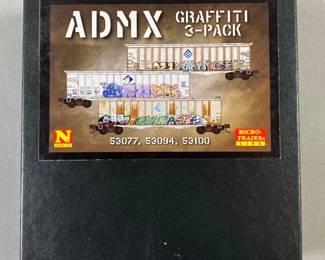 ADMX GRAFFITI
3-PACK
53077, 53094, 53100
N
MICRO-
TRAINS®
LINE